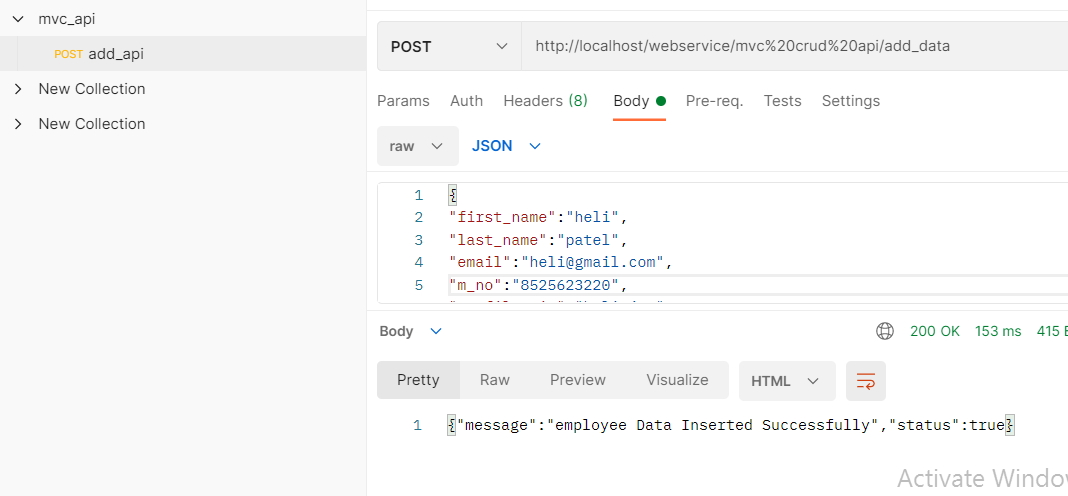 mvc_api
POST add_api
New Collection
New Collection
POST http://localhost/webservice/mvc%20crud%20api/add_data
Params Auth Headers (8) Body Pre-req. Tests Settings
raw JSON
1 {
2 "first_name":"heli",
3 "last_name":"patel",
4 "email":"heli@gmail.com",
5 "m_no":"8525623220",
Body 200 OK 153 ms 415
Pretty Raw Preview Visualize HTML
1 {"message":"employee Data Inserted Successfully","status":true}
Activate Windo